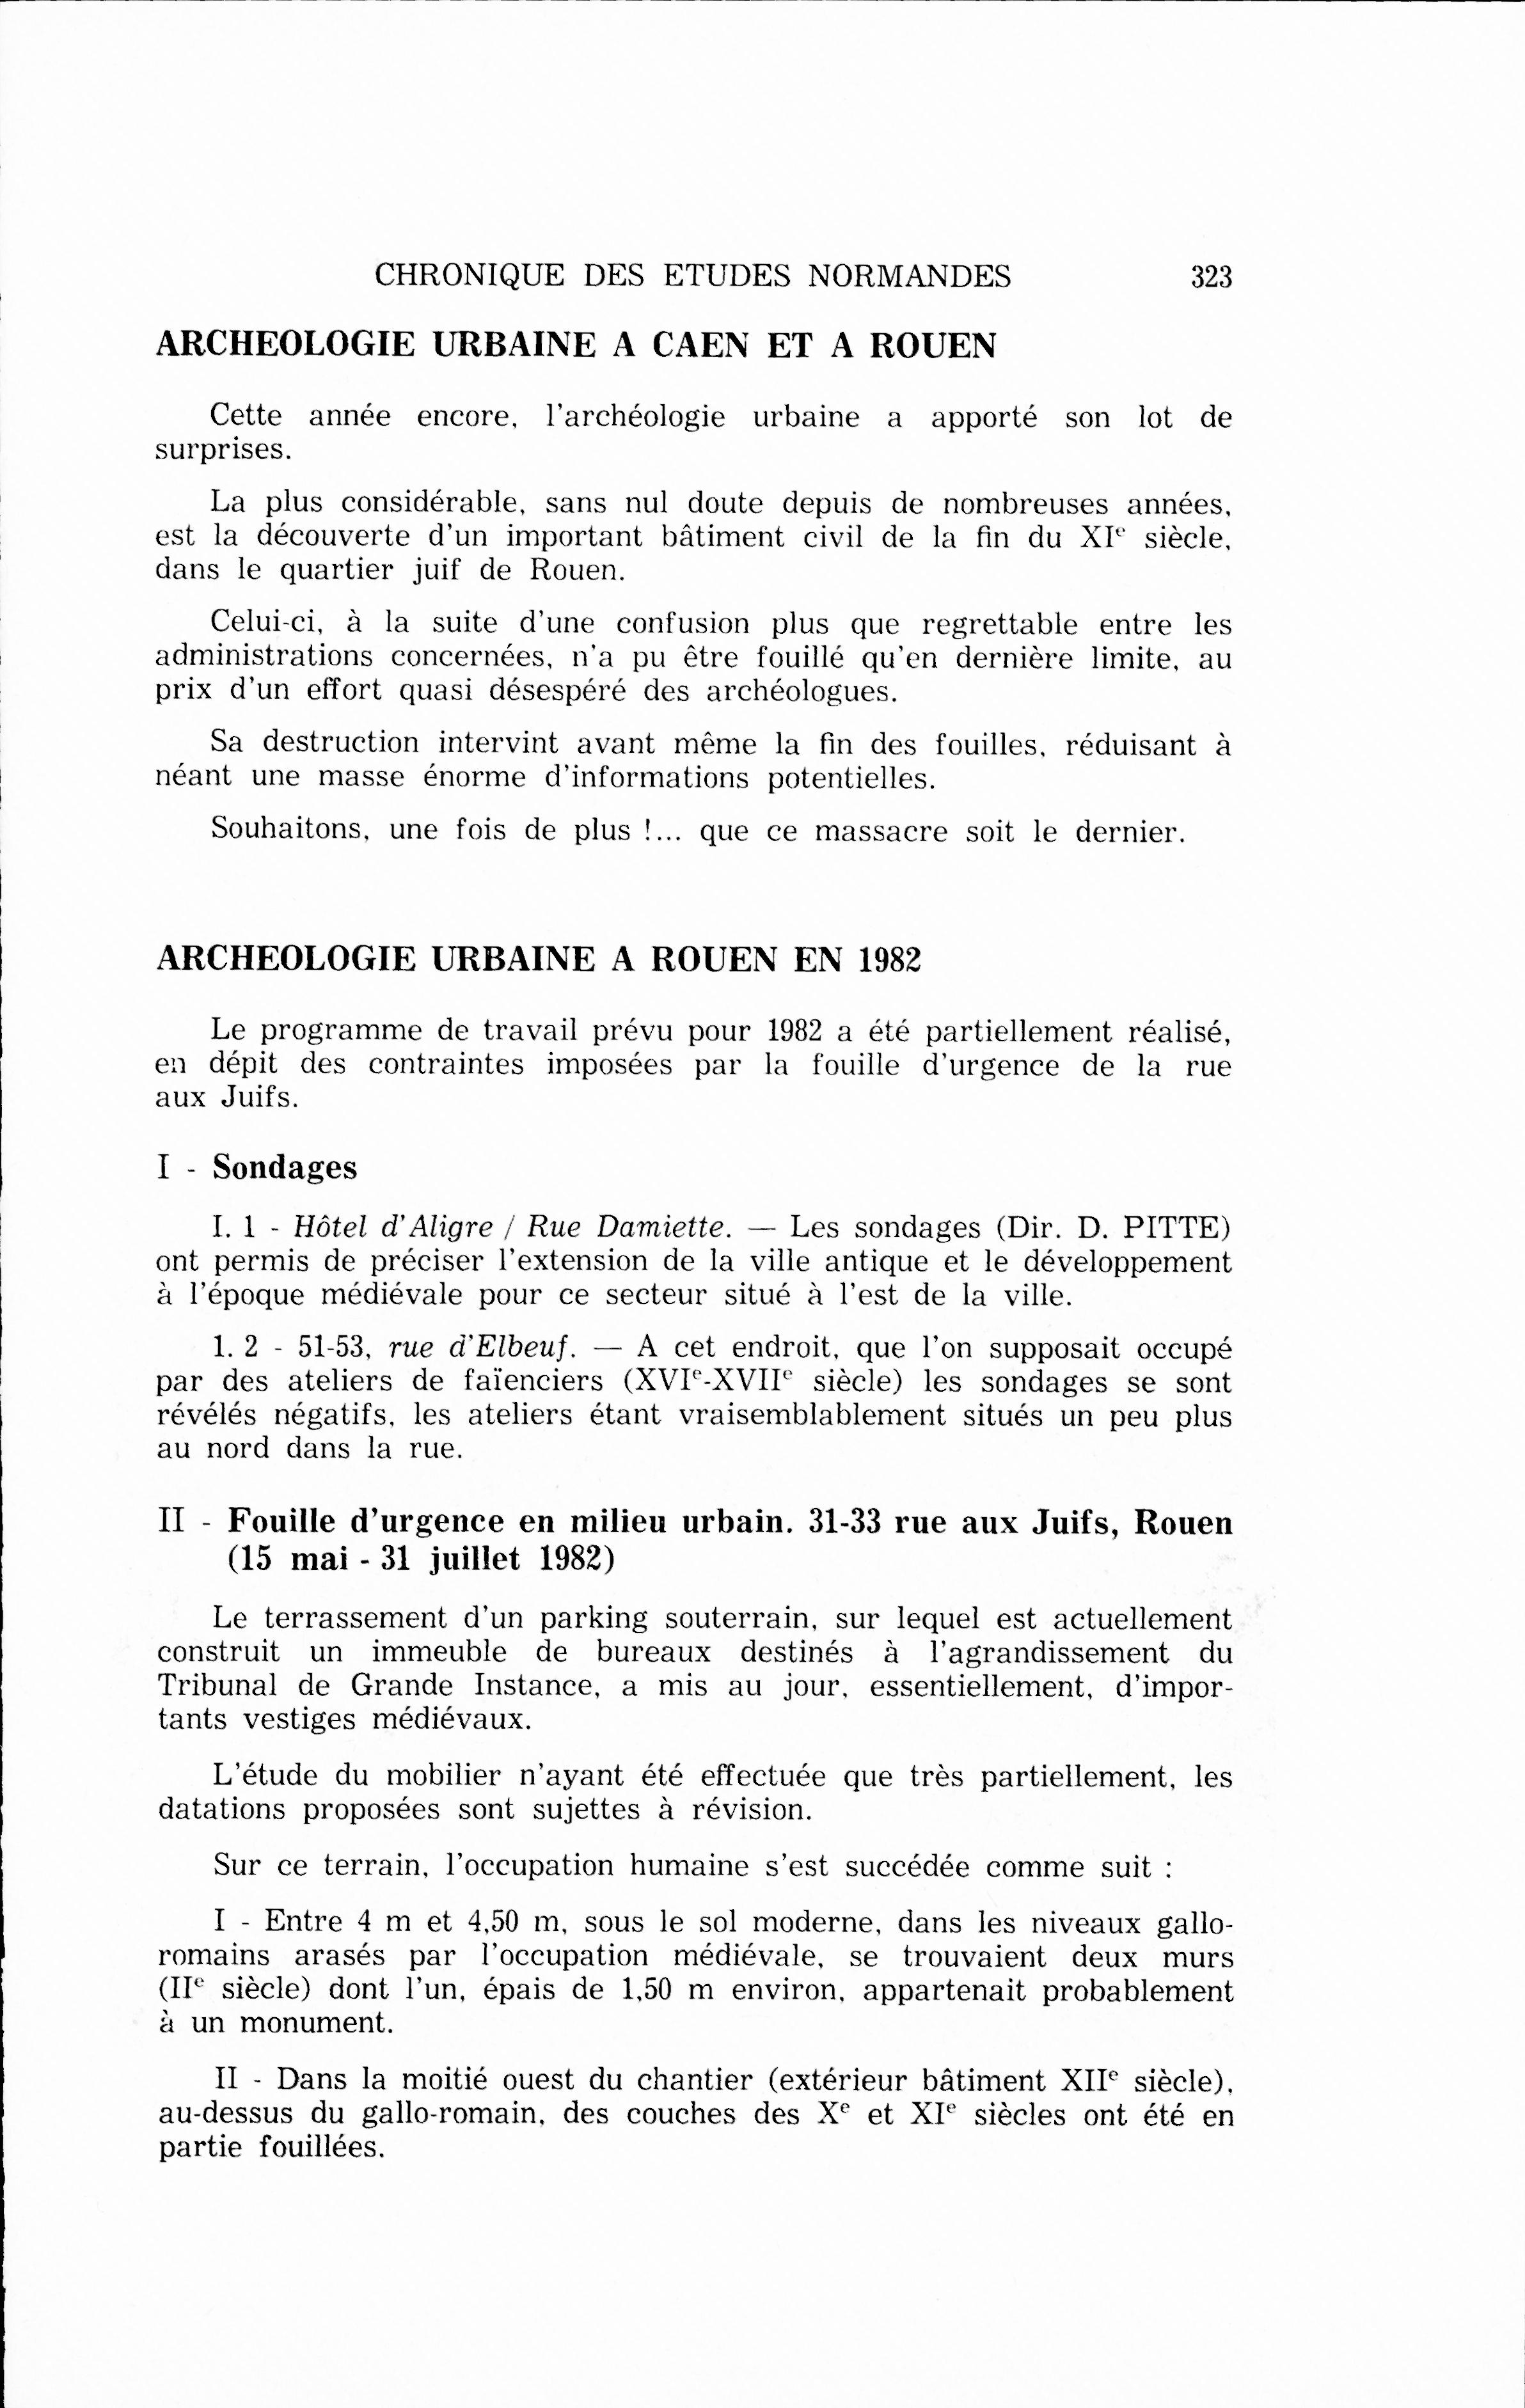 CHRONIQUE DES ETUDES NORMANDES 323
ARCHEOLOGIE URBAINE A CAEN ET A ROUEN
Cette année encore, l'archéologie urbaine a apporté son lot de
surprises.
La plus considérable, sans nul doute depuis de nombreuses années,
est la découverte d'un important bâtiment civil de la fin du XIe siècle,
dans le quartier juif de Rouen.
Celui-ci, à la suite d'une confusion plus que regrettable entre les
administrations concernées, n'a pu être fouillé qu'en dernière limite, au
prix d'un effort quasi désespéré des archéologues.
Sa destruction intervint avant même la fin des fouilles, réduisant à
néant une masse énorme d'informations potentielles.
Souhaitons, une fois de plus !... que ce massacre soit le dernier.
ARCHEOLOGIE URBAINE A ROUEN EN 1982
Le programme de travail prévu pour 1982 a été partiellement réalisé,
en dépit des contraintes imposées par la fouille d'urgence de la rue
aux Juifs.
I - Sondages
I. 1 - Hôtel d'Aligre / Rue Damiette. — Les sondages (Dir. D. PITTE)
ont permis de préciser l'extension de la ville antique et le développement
à l'époque médiévale pour ce secteur situé à l'est de la ville.
1. 2 - 51-53, rue d'Elbeuf. — A cet endroit, que l'on supposait occupé
par des ateliers de faïenciers (XVIe-XVIIe siècle) les sondages se sont
révélés négatifs, les ateliers étant vraisemblablement situés un peu plus
au nord dans la rue.
II - Fouille d'urgence en milieu urbain. 31-33 rue aux Juifs, Rouen
(15 mai - 31 juillet 1982)
Le terrassement d'un parking souterrain, sur lequel est actuellement
construit un immeuble de bureaux destinés à l'agrandissement du
Tribunal de Grande Instance, a mis au jour, essentiellement, d'impor-
tants vestiges médiévaux.
L'étude du mobilier n'ayant été effectuée que très partiellement, les
datations proposées sont sujettes à révision.
Sur ce terrain, l'occupation humaine s'est succédée comme suit :
I - Entre 4 m et 4,50 m, sous le sol moderne, dans les niveaux gallo-
romains arasés par l'occupation médiévale, se trouvaient deux murs
(IIe siècle) dont l'un, épais de 1,50 m environ, appartenait probablement
à un monument.
II - Dans la moitié ouest du chantier (extérieur bâtiment XIIe siècle),
au-dessus du gallo-romain, des couches des Xe et XIe siècles ont été en
partie fouillées.